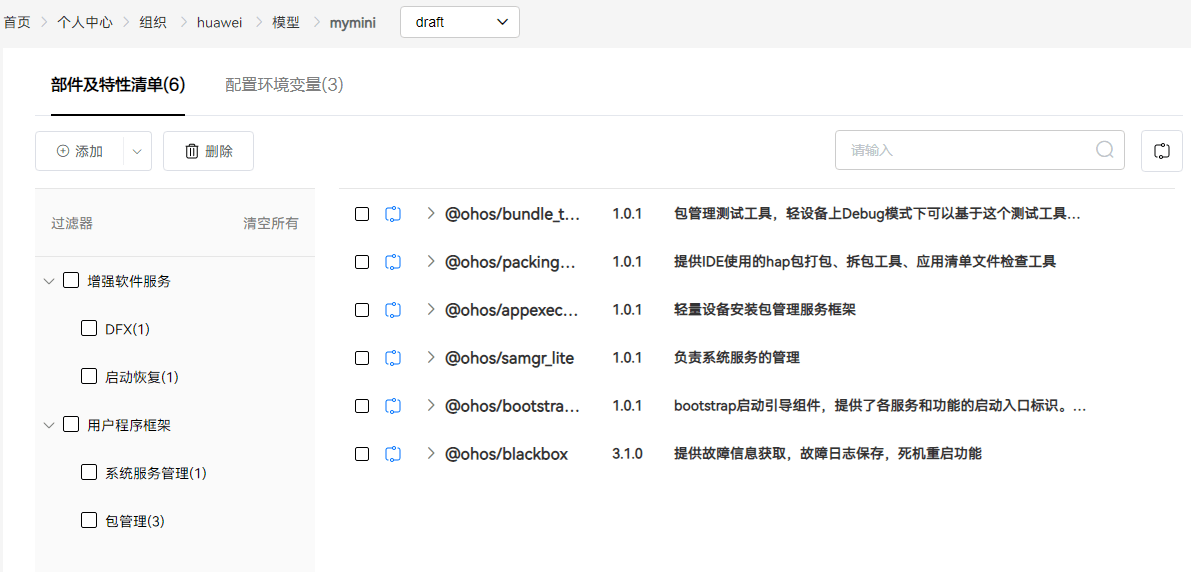 首页 > 个人中心 > 组织 > huawei > 模型 > mymini draft
部件及特性清单(6) 配置环境变量(3)
添加 删除 请输入
过滤器 清空所有
增强软件服务
DFX(1)
启动恢复(1)
用户程序框架
系统服务管理(1)
包管理(3)
@ohos/bundle_t... 1.0.1 包管理测试工具，轻设备上Debug模式下可以基于这个测试工具...
@ohos/packing... 1.0.1 提供IDE使用的hap包打包、拆包工具、应用清单文件检查工具
@ohos/appexec... 1.0.1 轻量设备安装包管理服务框架
@ohos/samgr_lite 1.0.1 负责系统服务的管理
@ohos/bootstra... 1.0.1 bootstrap启动引导组件，提供了各服务和功能的启动入口标识。...
@ohos/blackbox 3.1.0 提供故障信息获取，故障日志保存，死机重启功能